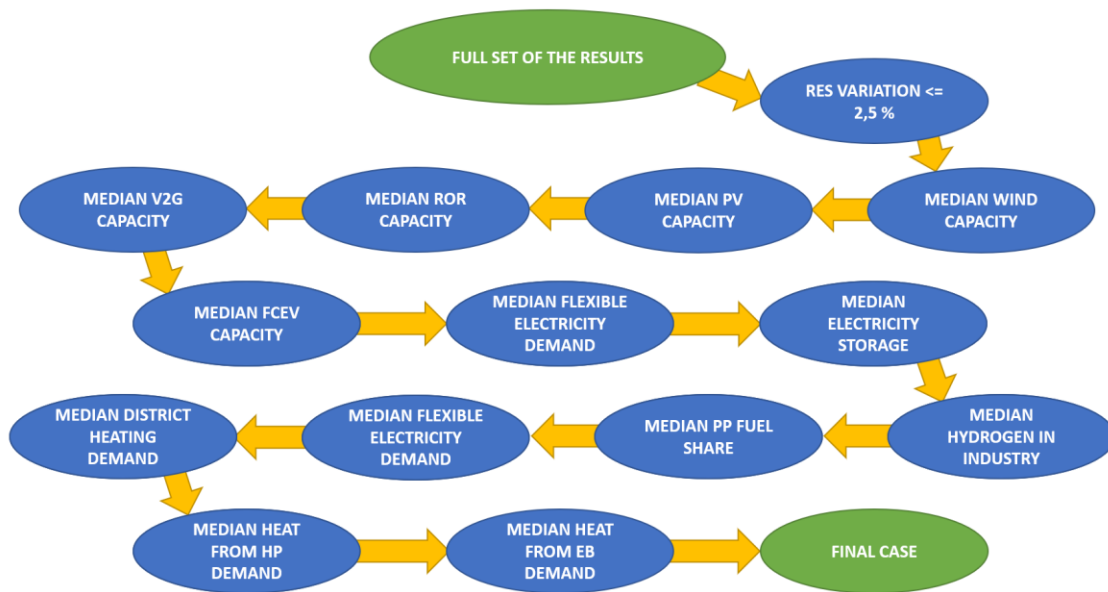 FULL SET OF THE RESULTS
RES VARIATION <=
2,5 %
MEDIAN WIND
CAPACITY
MEDIAN PV
CAPACITY
MEDIAN ROR
CAPACITY
MEDIAN V2G
CAPACITY
MEDIAN FCEV
CAPACITY
MEDIAN FLEXIBLE
ELECTRICITY
DEMAND
MEDIAN
ELECTRICITY
STORAGE
MEDIAN
HYDROGEN IN
INDUSTRY
MEDIAN PP FUEL
SHARE
MEDIAN FLEXIBLE
ELECTRICITY
DEMAND
MEDIAN DISTRICT
HEATING
DEMAND
MEDIAN HEAT
FROM HP
DEMAND
MEDIAN HEAT
FROM EB
DEMAND
FINAL CASE